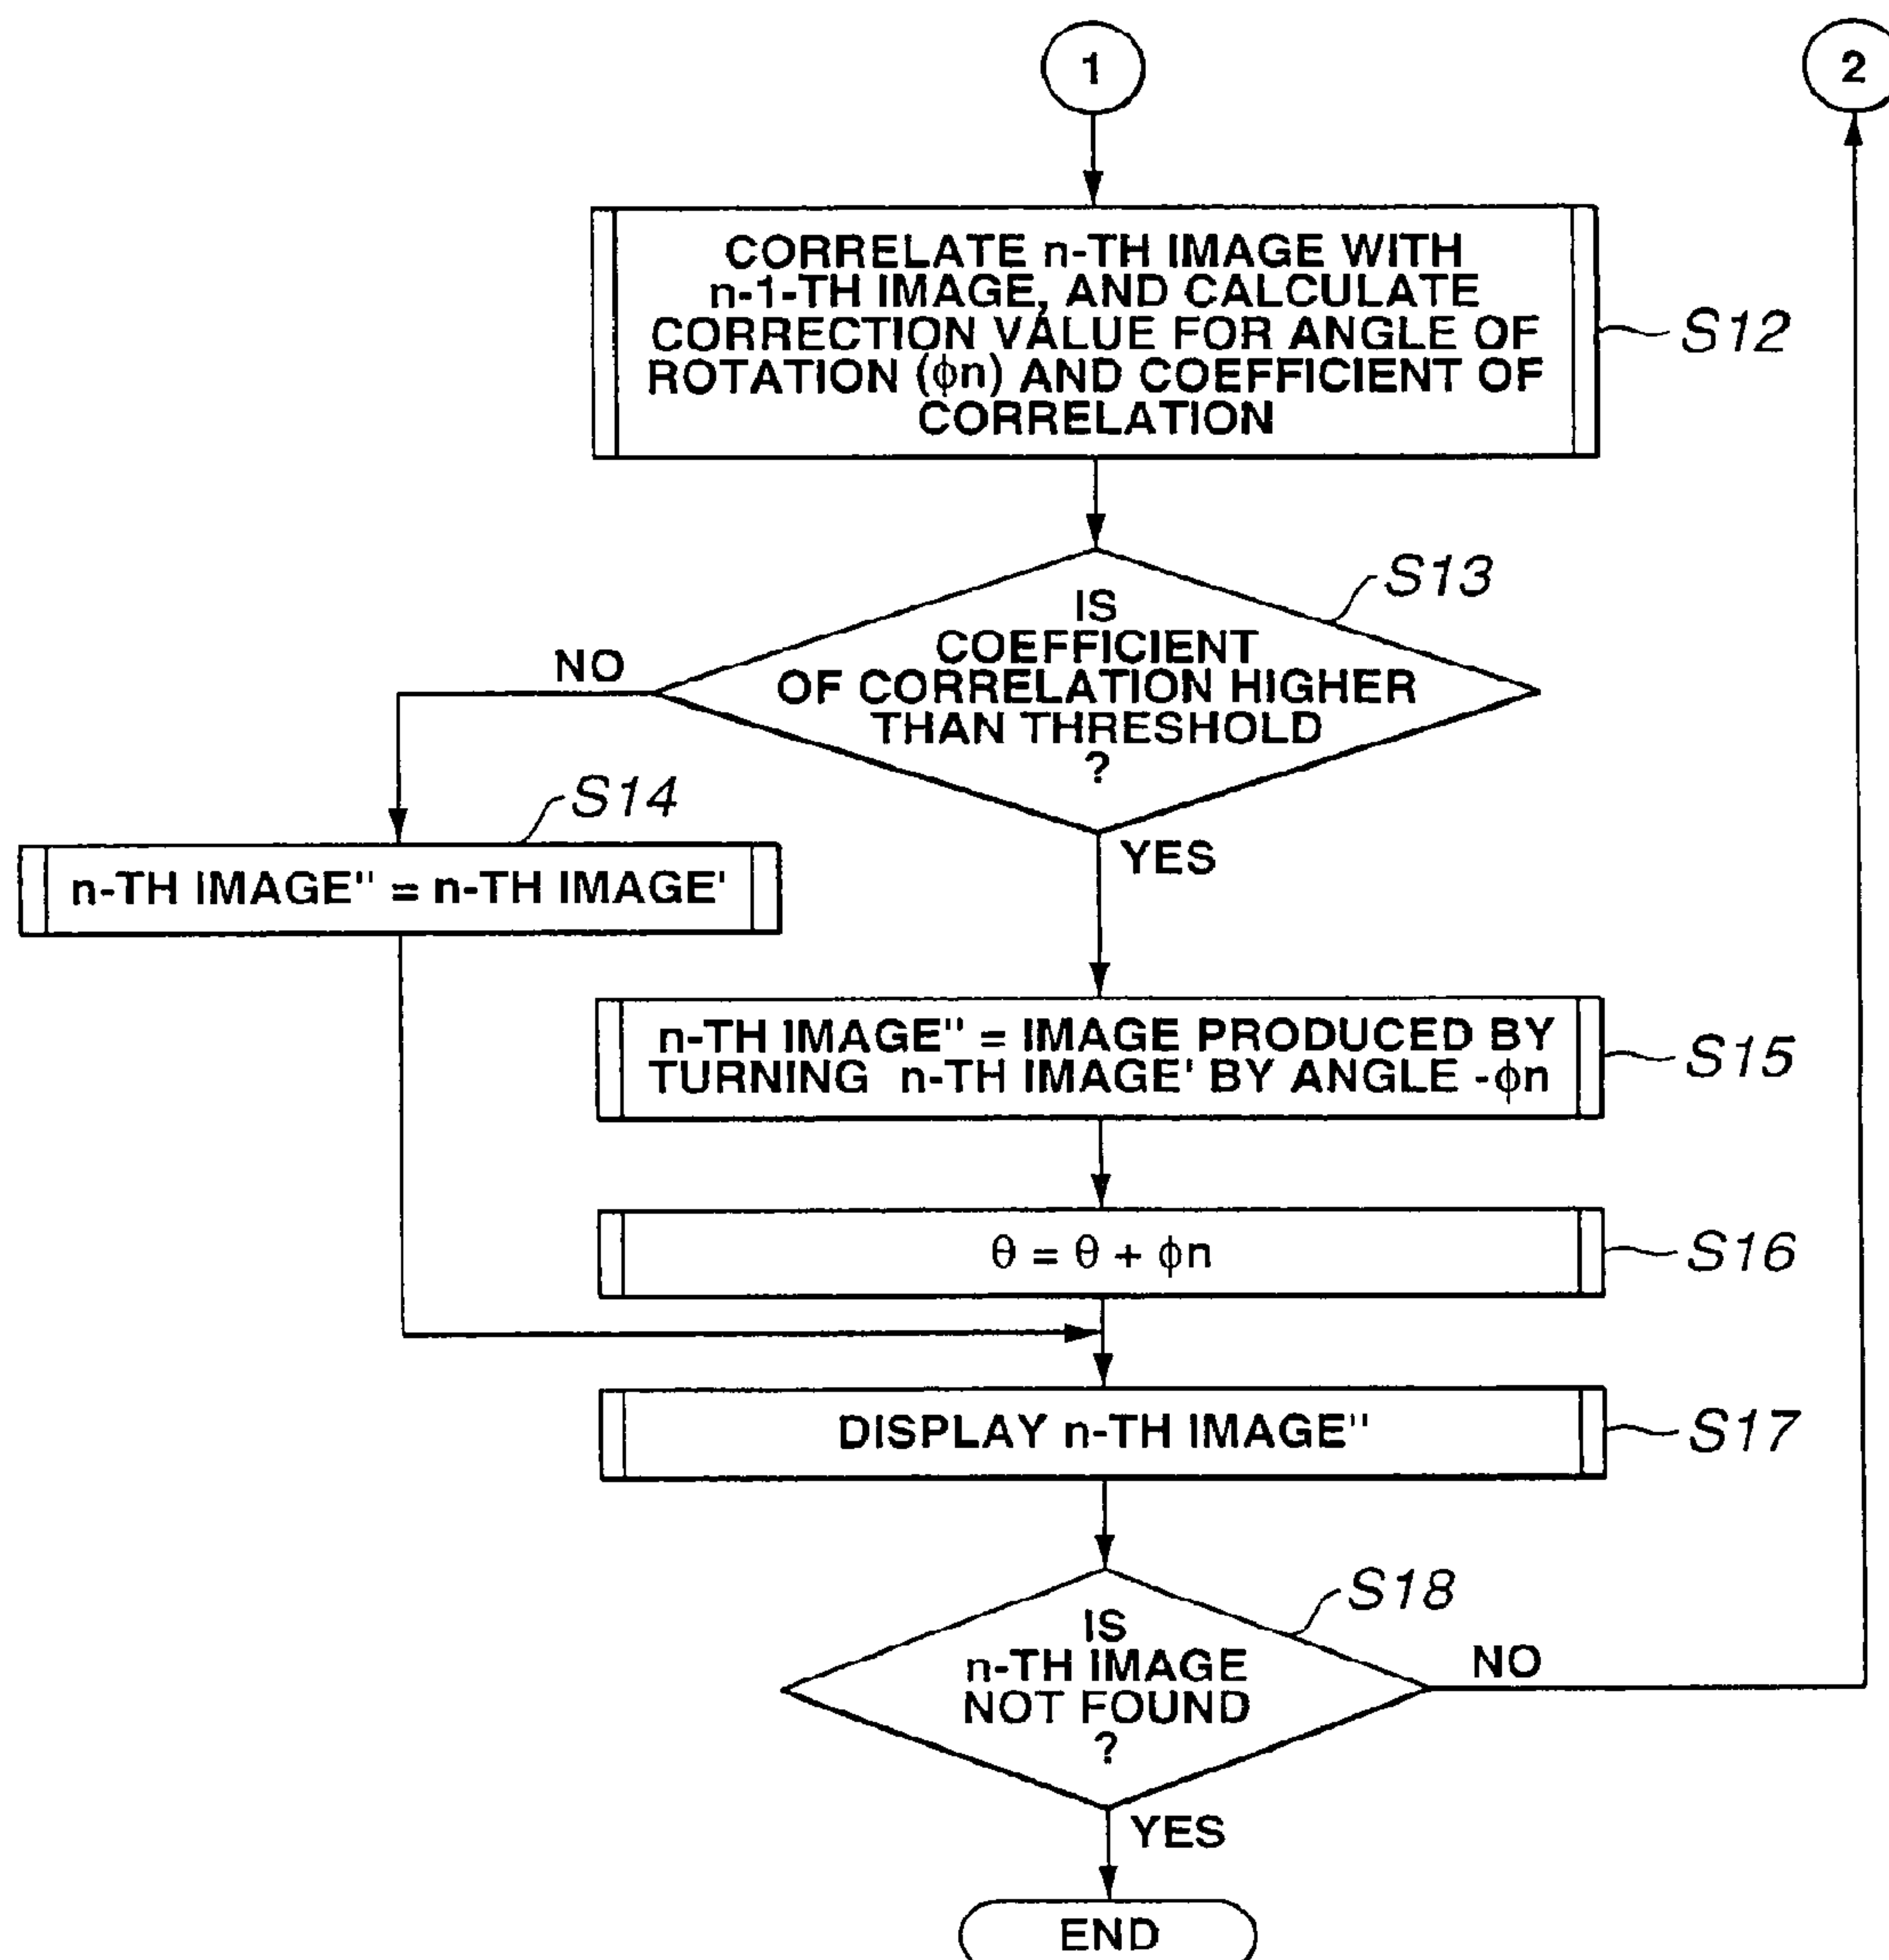 1
2
CORRELATE n-TH IMAGE WITH
n-1-TH IMAGE, AND CALCULATE
CORRECTION VALUE FOR ANGLE OF
ROTATION (ϕn) AND COEFFICIENT OF
CORRELATION
S12
S13
IS
COEFFICIENT
OF CORRELATION HIGHER
THAN THRESHOLD
?
NO
YES
S14
n-TH IMAGE" = n-TH IMAGE'
n-TH IMAGE" = IMAGE PRODUCED BY
TURNING n-TH IMAGE' BY ANGLE -ϕn
S15
θ = θ + ϕn
S16
DISPLAY n-TH IMAGE"
S17
S18
IS
n-TH IMAGE
NOT FOUND
?
NO
YES
END